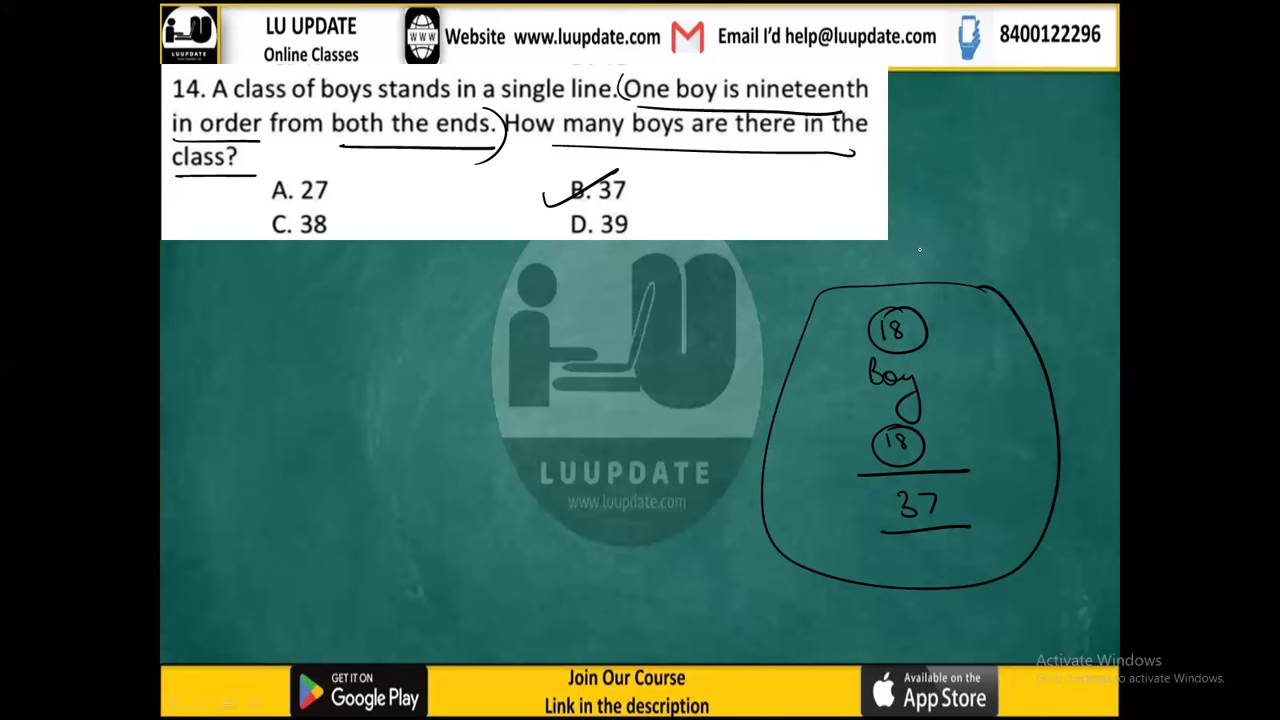 LU UPDATE
Online Classes
LUUPDATE
WWW
Website www.luupdate.com
Email I'd help@luupdate.com
8400122296
14. A class of boys stands in a single line. One boy is nineteenth
in order from both the ends. How many boys are there in the
class?
A. 27
B. 37
C. 38
D. 39
18
Boy
18
37
LUUPDATE
www.luupdate.com
Activate Windows
GET IT ON
Google Play
Join Our Course
Link in the description
Available on the
App Store